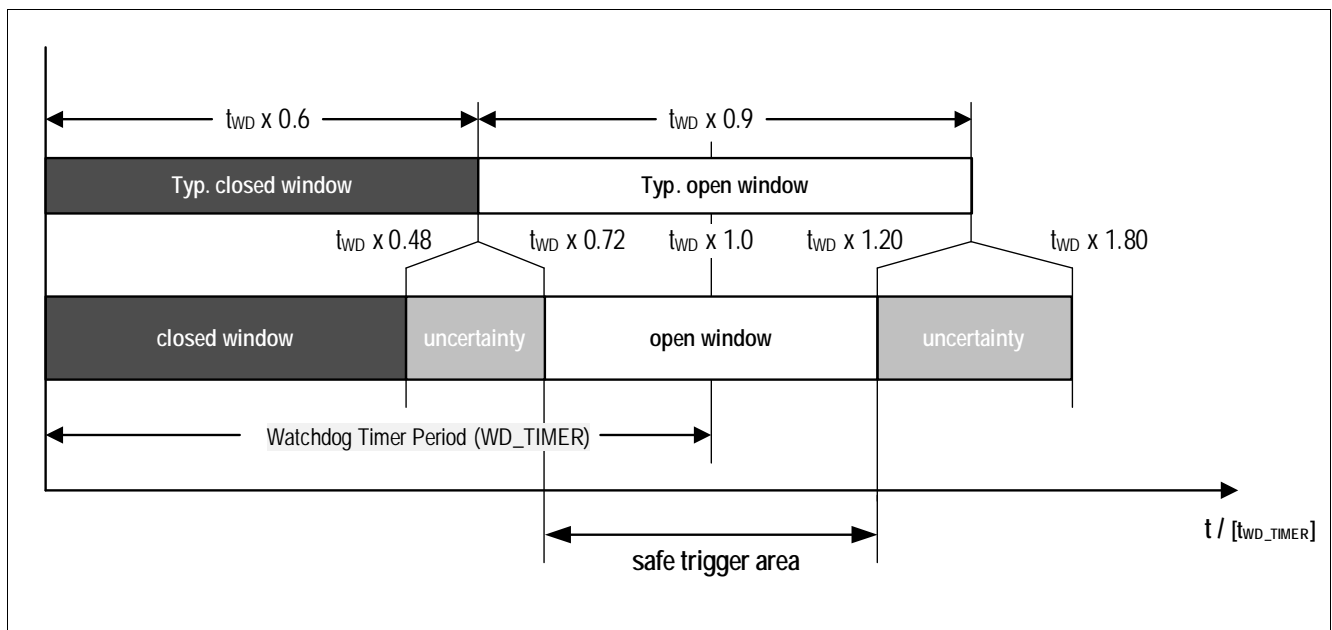 tWD x 0.6
tWD x 0.9
Typ. closed window
Typ. open window
tWD x 0.48
tWD x 0.72
tWD x 1.0
tWD x 1.20
tWD x 1.80
closed window
uncertainty
open window
uncertainty
Watchdog Timer Period (WD_TIMER)
t / [tWD_TIMER]
safe trigger area